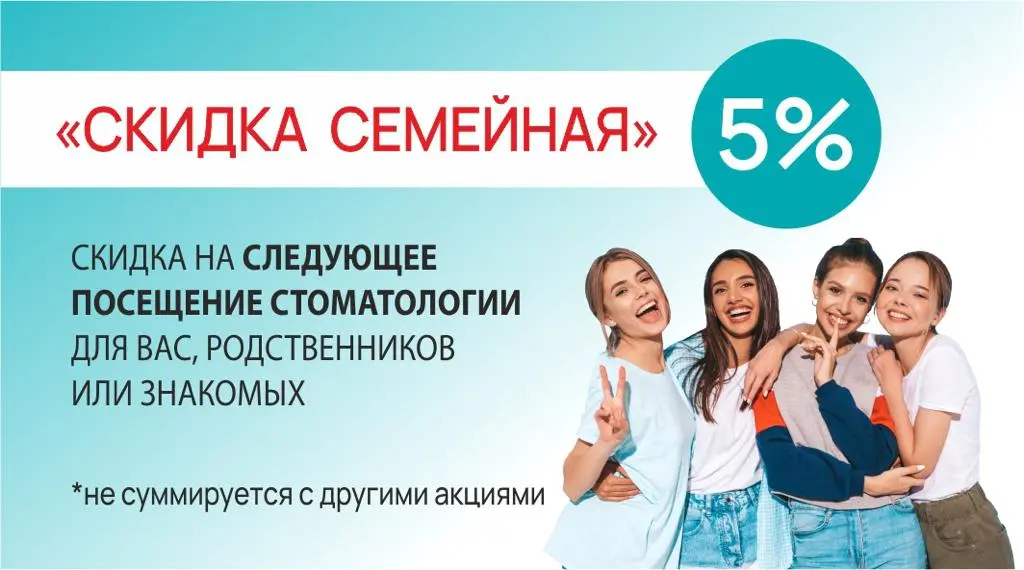 «СКИДКА СЕМЕЙНАЯ»
5%
СКИДКА НА СЛЕДУЮЩЕЕ
ПОСЕЩЕНИЕ СТОМАТОЛОГИИ
ДЛЯ ВАС, РОДСТВЕННИКОВ
ИЛИ ЗНАКОМЫХ
*не суммируется с другими акциями